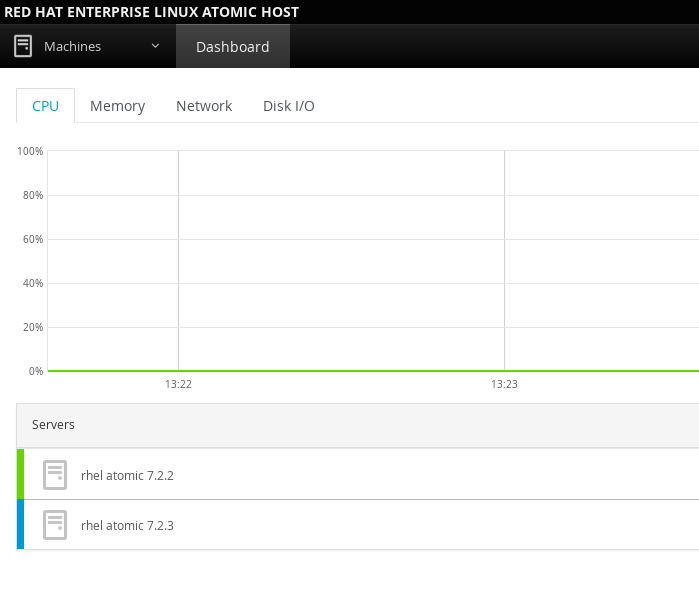 RED HAT ENTERPRISE LINUX ATOMIC HOST
Machines Dashboard
CPU Memory Network Disk I/O
100%
80%
60%
40%
20%
0%
13:22 13:23
Servers
rhel atomic 7.2.2
rhel atomic 7.2.3